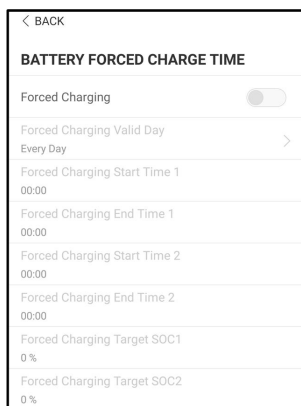 < BACK
BATTERY FORCED CHARGE TIME
Forced Charging
Forced Charging Valid Day
Every Day
Forced Charging Start Time 1
00:00
Forced Charging End Time 1
00:00
Forced Charging Start Time 2
00:00
Forced Charging End Time 2
00:00
Forced Charging Target SOC1
0 %
Forced Charging Target SOC2
0 %